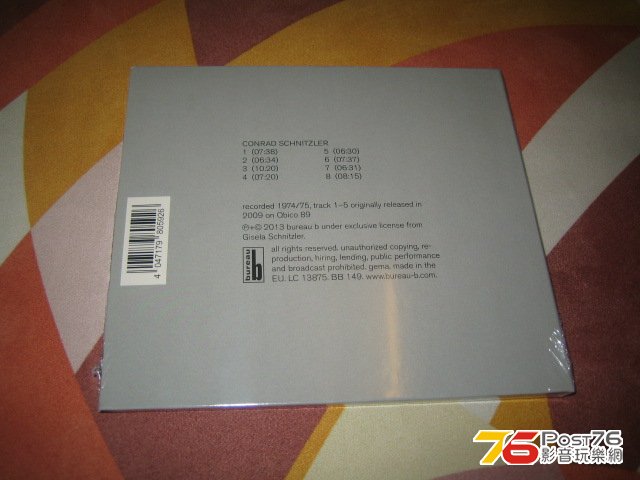 CONRAD SCHNITZLER
1 (07:38) 5 (06:30)
2 (06:34) 6 (07:37)
3 (10:20) 7 (06:31)
4 (07:20) 8 (08:15)
recorded 1974/75, track 1–5 originally released in
2009 on Qbico 89
℗+© 2013 bureau b under exclusive license from
Gisela Schnitzler.
bureau b
all rights reserved. unauthorized copying, re-
production, hiring, lending, public performance
and broadcast prohibited. gema. made in the
EU. LC 13875. BB 149. www.bureau-b.com.
4 047179 805926
76 Post76
影音玩樂網